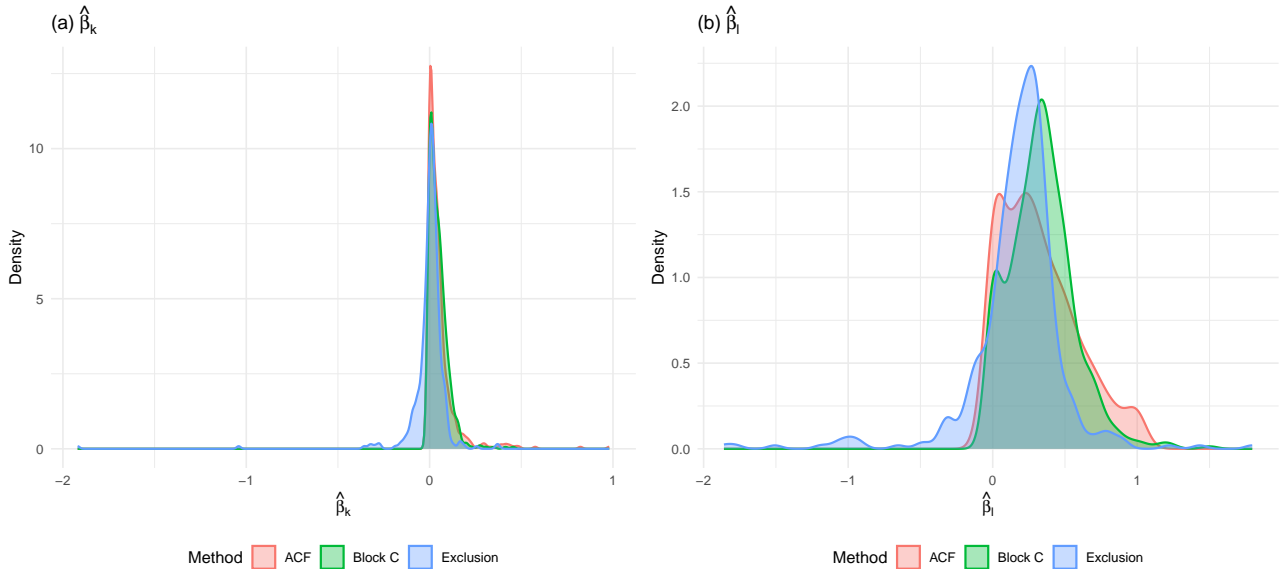 (a) β̂ₖ
Density
10
5
0
−2
−1
0
1
β̂ₖ
Method ACF Block C Exclusion
(b) β̂ₗ
Density
2.0
1.5
1.0
0.5
0.0
−2
−1
0
1
β̂ₗ
Method ACF Block C Exclusion